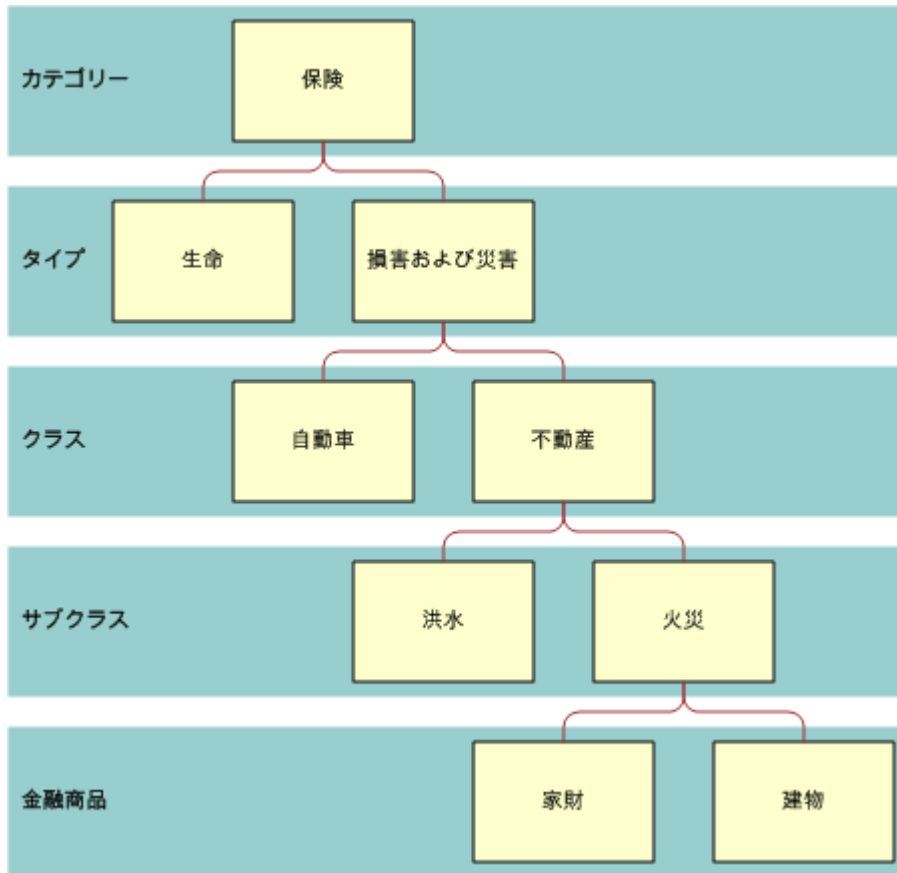 カテゴリー
保険
タイプ
生命
損害および災害
クラス
自動車
不動産
サブクラス
洪水
火災
金融商品
家財
建物